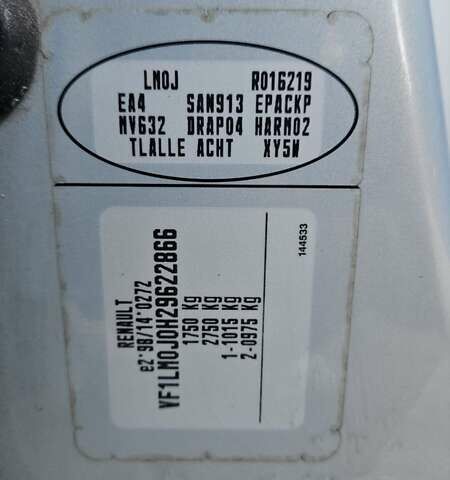 LM0J R016219
EA4 SAN913 EPACKP
MV632 DRAP04 HARM02
TLALLE ACHT XY5W
RENAULT
e2*98/14*0272
VF1LM0J0H29622866
1750 Kg
2750 Kg
1-1015 Kg
2-0975 Kg
144533